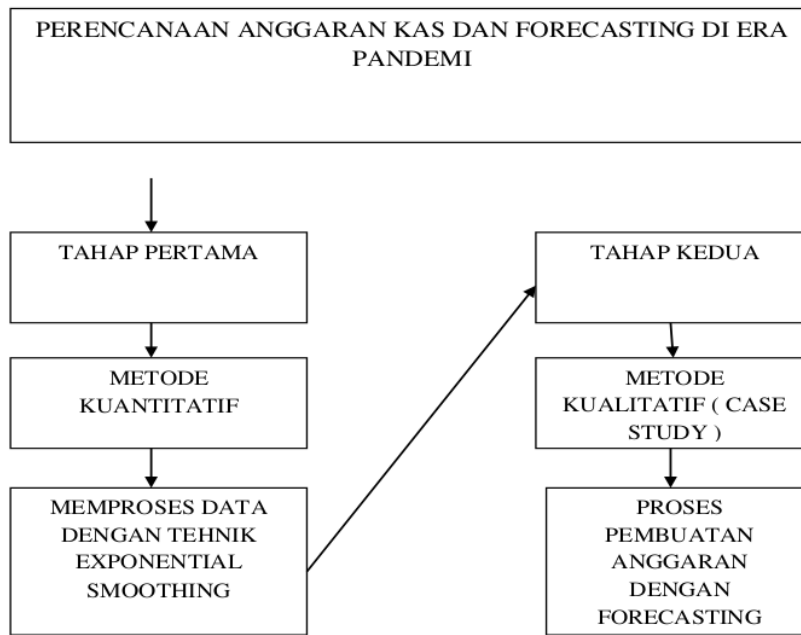 PERENCANAAN ANGGARAN KAS DAN FORECASTING DI ERA
PANDEMI
TAHAP PERTAMA
METODE
KUANTITATIF
MEMPROSES DATA
DENGAN TEHNIK
EXPONENTIAL
SMOOTHING
TAHAP KEDUA
METODE
KUALITATIF ( CASE
STUDY )
PROSES
PEMBUATAN
ANGGARAN
DENGAN
FORECASTING